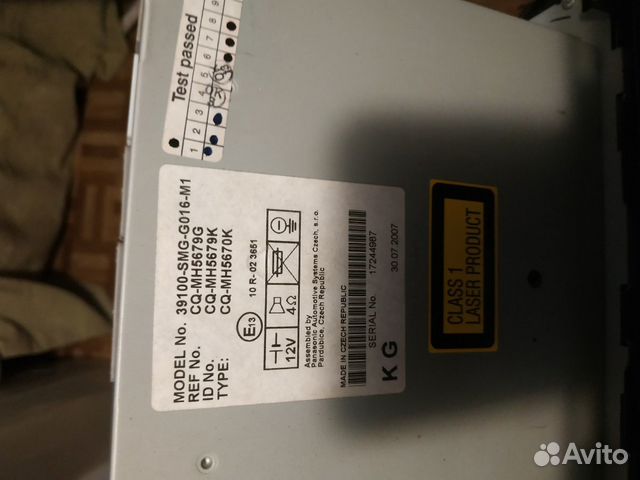 Test passed
1 2 3 4 5 6 7 8 9
MODEL No. 39100-SMG-G016-M1
REF No. CQ-MH5679G
ID No. CQ-MH5679K
TYPE: CQ-MH5670K
E13 10 R- 02 3651
12V 4Ω
Assembled by
Panasonic Automotive Systems Czech, s.r.o.
Pardubice, Czech Republic
MADE IN CZECH REPUBLIC
SERIAL No. 17244987
KG 30.07.2007
CLASS 1
LASER PRODUCT
Avito